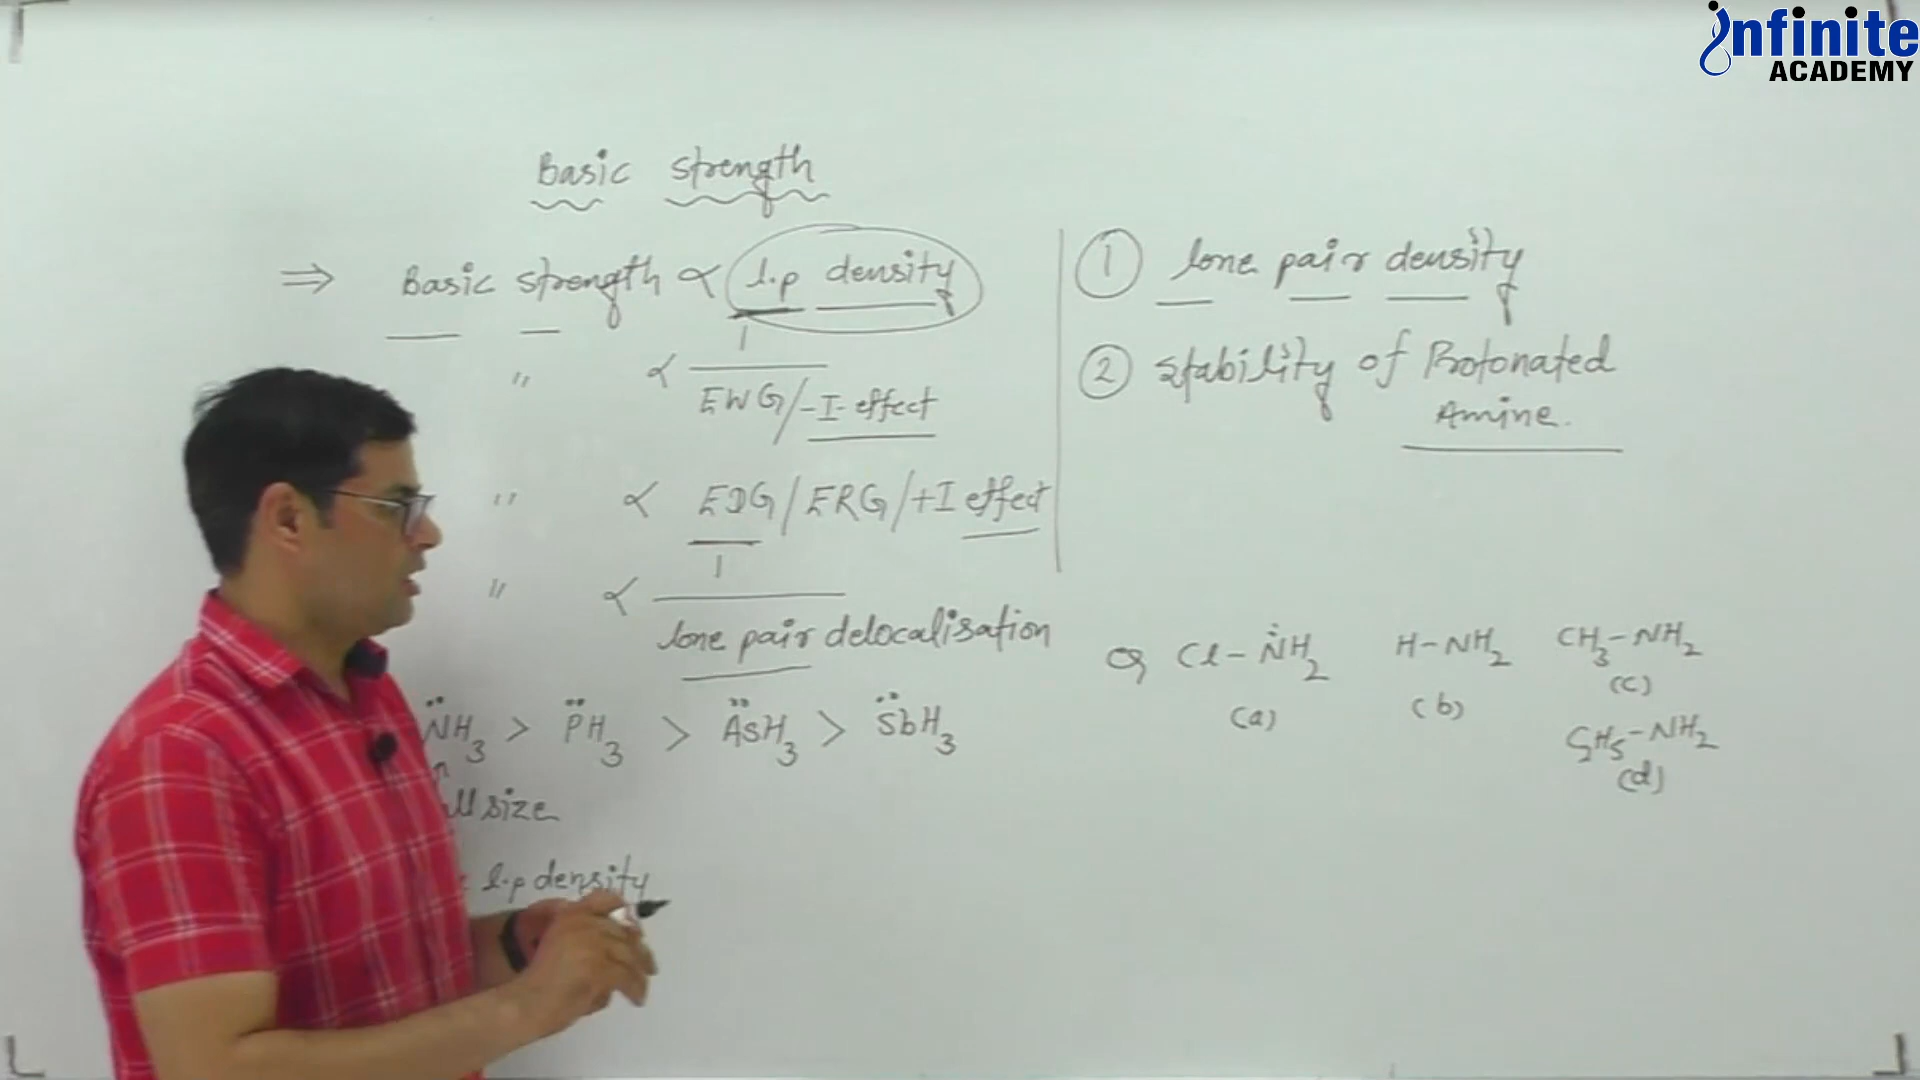 infinite
ACADEMY
Basic strength
⇒ Basic strength ∝ l.p density
" ∝ 1
EWG/-I- effect
" ∝ EDG/ERG/+I effect
" ∝ 1
lone pair delocalisation
NH3 > PH3 > AsH3 > SbH3
size
l.p density
① lone pair density
② stability of Protonated
Amine.
Q Cl-NH2 H-NH2 CH3-NH2
(a) (b) (c)
C2H5-NH2
(d)